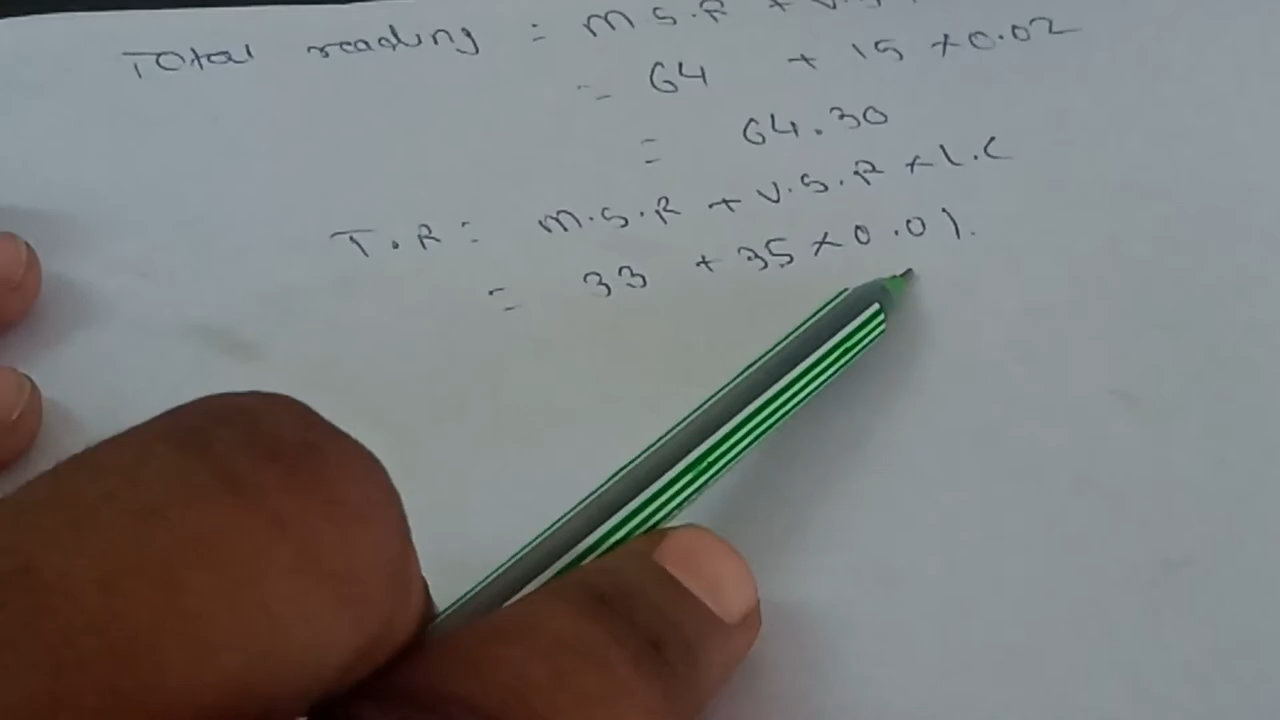 Total reading = M S.R + V.S
= 64 + 15 × 0.02
= 64.30
T.R = M.S.R + V.S.R × L.C
= 33 + 35 × 0.01.